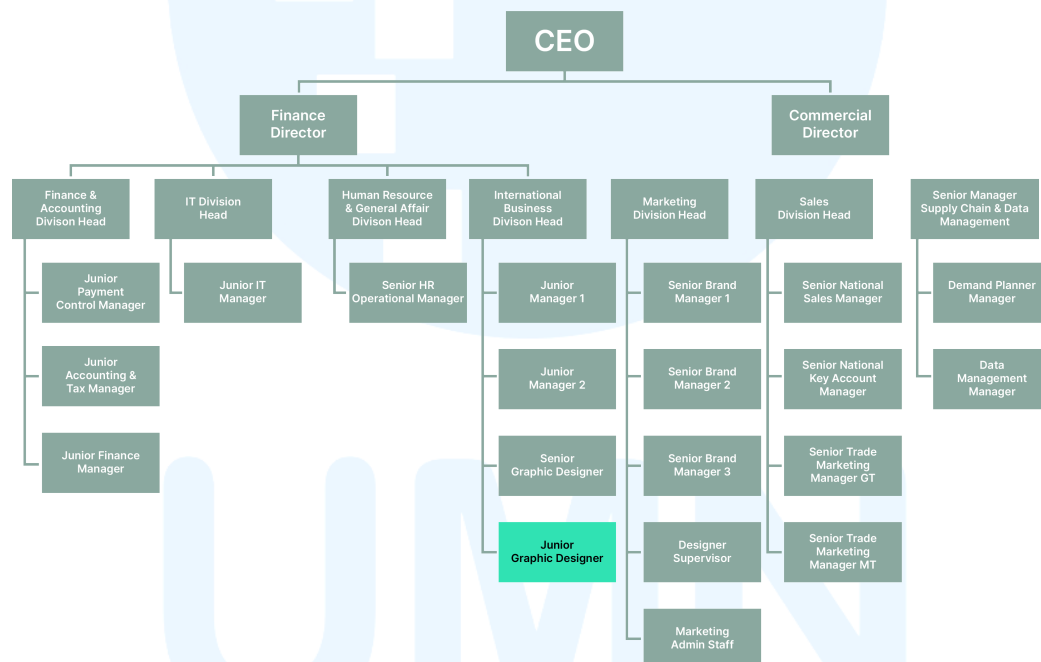 CEO
Finance
Director
Commercial
Director
Finance &
Accounting
Divison Head
IT Division
Head
Human Resource
& General Affair
Divison Head
International
Business
Divison Head
Marketing
Division Head
Sales
Division Head
Senior Manager
Supply Chain & Data
Management
Junior
Payment
Control Manager
Junior IT
Manager
Senior HR
Operational Manager
Junior
Manager 1
Senior Brand
Manager 1
Senior National
Sales Manager
Demand Planner
Manager
Junior
Accounting &
Tax Manager
Junior
Manager 2
Senior Brand
Manager 2
Senior National
Key Account
Manager
Data
Management
Manager
Junior Finance
Manager
Senior
Graphic Designer
Senior Brand
Manager 3
Senior Trade
Marketing
Manager GT
Junior
Graphic Designer
Designer
Supervisor
Senior Trade
Marketing
Manager MT
Marketing
Admin Staff
UMN